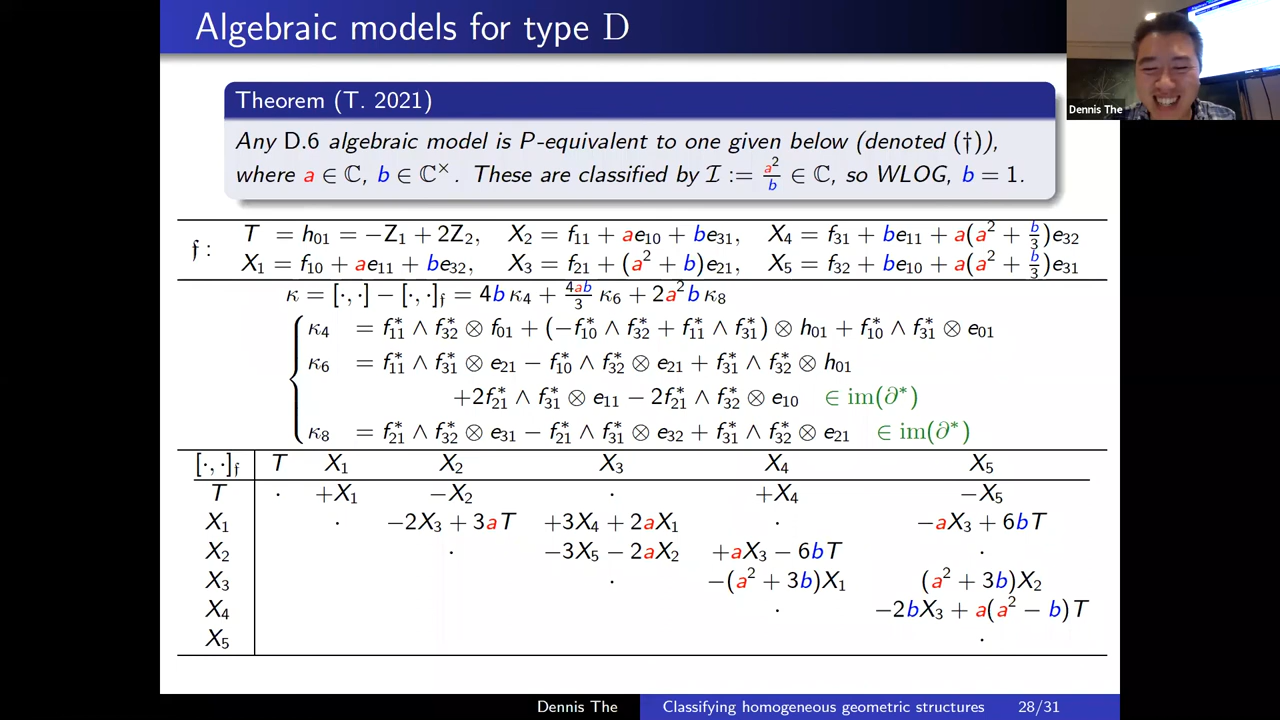 Algebraic models for type D
Dennis The
Theorem (T. 2021)
Any D.6 algebraic model is P-equivalent to one given below (denoted (†)),
where a ∈ ℂ, b ∈ ℂ×. These are classified by ℐ := a²/b ∈ ℂ, so WLOG, b = 1.
𝔣 : T = h₀₁ = −Z₁ + 2Z₂, X₂ = f₁₁ + ae₁₀ + be₃₁, X₄ = f₃₁ + be₁₁ + a(a² + b/3)e₃₂
X₁ = f₁₀ + ae₁₁ + be₃₂, X₃ = f₂₁ + (a² + b)e₂₁, X₅ = f₃₂ + be₁₀ + a(a² + b/3)e₃₁
κ = [·, ·] − [·, ·]𝔣 = 4b κ₄ + 4ab/3 κ₆ + 2a²b κ₈
κ₄ = f*₁₁ ∧ f*₃₂ ⊗ f₀₁ + (−f*₁₀ ∧ f*₃₂ + f*₁₁ ∧ f*₃₁) ⊗ h₀₁ + f*₁₀ ∧ f*₃₁ ⊗ e₀₁
κ₆ = f*₁₁ ∧ f*₃₁ ⊗ e₂₁ − f*₁₀ ∧ f*₃₂ ⊗ e₂₁ + f*₃₁ ∧ f*₃₂ ⊗ h₀₁
+2f*₂₁ ∧ f*₃₁ ⊗ e₁₁ − 2f*₂₁ ∧ f*₃₂ ⊗ e₁₀ ∈ im(∂*)
κ₈ = f*₂₁ ∧ f*₃₂ ⊗ e₃₁ − f*₂₁ ∧ f*₃₁ ⊗ e₃₂ + f*₃₁ ∧ f*₃₂ ⊗ e₂₁ ∈ im(∂*)
[·, ·]𝔣 T X₁ X₂ X₃ X₄ X₅
T · +X₁ −X₂ · +X₄ −X₅
X₁ · −2X₃ + 3aT +3X₄ + 2aX₁ · −aX₃ + 6bT
X₂ · −3X₅ − 2aX₂ +aX₃ − 6bT ·
X₃ · −(a² + 3b)X₁ (a² + 3b)X₂
X₄ · −2bX₃ + a(a² − b)T
X₅ ·
Dennis The Classifying homogeneous geometric structures 28/31